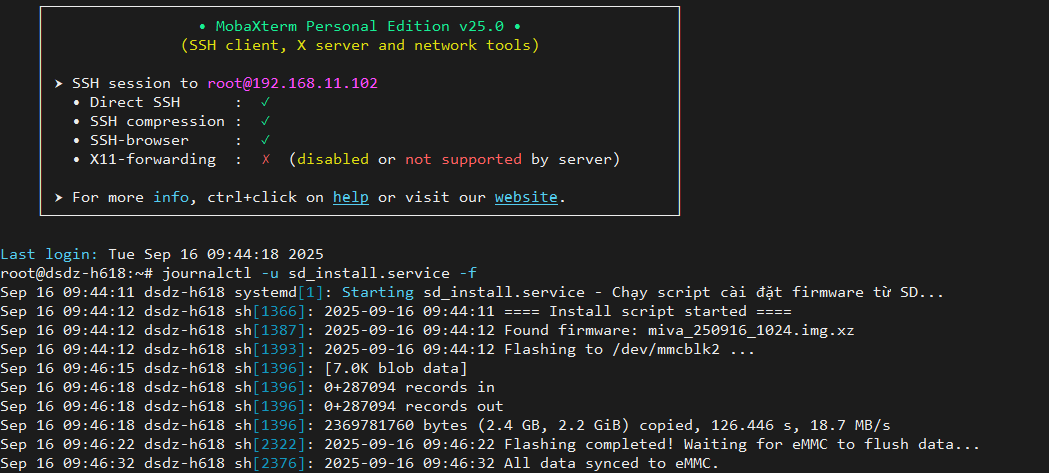 • MobaXterm Personal Edition v25.0 •
(SSH client, X server and network tools)
➤ SSH session to root@192.168.11.102
• Direct SSH : ✓
• SSH compression : ✓
• SSH-browser : ✓
• X11-forwarding : ✗ (disabled or not supported by server)
➤ For more info, ctrl+click on help or visit our website.
Last login: Tue Sep 16 09:44:18 2025
root@dsdz-h618:~# journalctl -u sd_install.service -f
Sep 16 09:44:11 dsdz-h618 systemd[1]: Starting sd_install.service - Chạy script cài đặt firmware từ SD...
Sep 16 09:44:12 dsdz-h618 sh[1366]: 2025-09-16 09:44:11 ==== Install script started ====
Sep 16 09:44:12 dsdz-h618 sh[1387]: 2025-09-16 09:44:12 Found firmware: miva_250916_1024.img.xz
Sep 16 09:44:12 dsdz-h618 sh[1393]: 2025-09-16 09:44:12 Flashing to /dev/mmcblk2 ...
Sep 16 09:46:15 dsdz-h618 sh[1396]: [7.0K blob data]
Sep 16 09:46:18 dsdz-h618 sh[1396]: 0+287094 records in
Sep 16 09:46:18 dsdz-h618 sh[1396]: 0+287094 records out
Sep 16 09:46:18 dsdz-h618 sh[1396]: 2369781760 bytes (2.4 GB, 2.2 GiB) copied, 126.446 s, 18.7 MB/s
Sep 16 09:46:22 dsdz-h618 sh[2322]: 2025-09-16 09:46:22 Flashing completed! Waiting for eMMC to flush data...
Sep 16 09:46:32 dsdz-h618 sh[2376]: 2025-09-16 09:46:32 All data synced to eMMC.